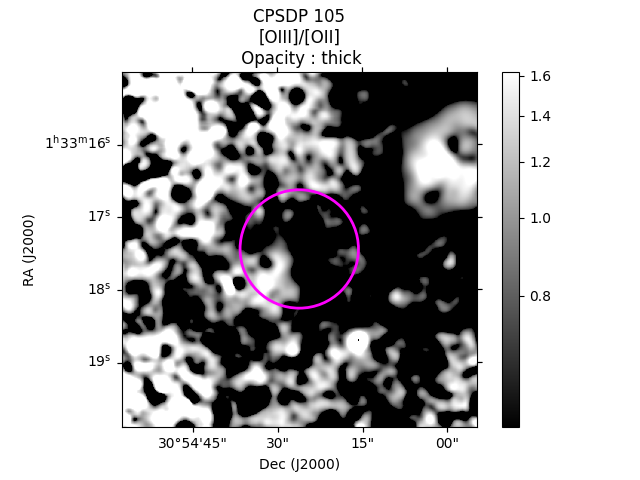 CPSDP 105
[OIII]/[OII]
Opacity : thick
1.6
1.4
1.2
1.0
0.8
1ʰ33ᵐ16ˢ
17ˢ
18ˢ
19ˢ
RA (J2000)
30°54'45"
30"
15"
00"
Dec (J2000)